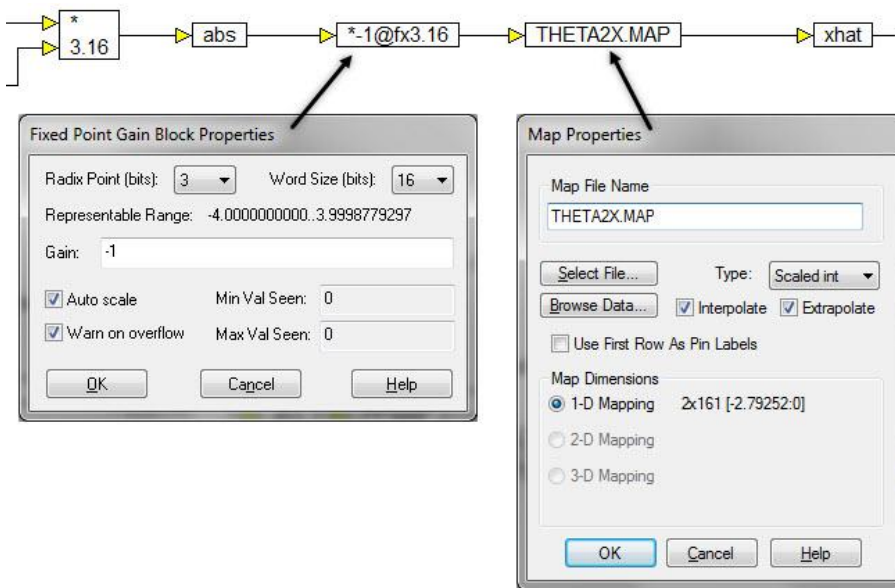 *
3.16
abs
*-1@fx3.16
THETA2X.MAP
xhat
Fixed Point Gain Block Properties
Radix Point (bits): 3 Word Size (bits): 16
Representable Range: -4.0000000000..3.9998779297
Gain: -1
Auto scale Min Val Seen: 0
Warn on overflow Max Val Seen: 0
OK Cancel Help
Map Properties
Map File Name
THETA2X.MAP
Select File... Type: Scaled int
Browse Data... Interpolate Extrapolate
Use First Row As Pin Labels
Map Dimensions
1-D Mapping 2x161 [-2.79252:0]
2-D Mapping
3-D Mapping
OK Cancel Help